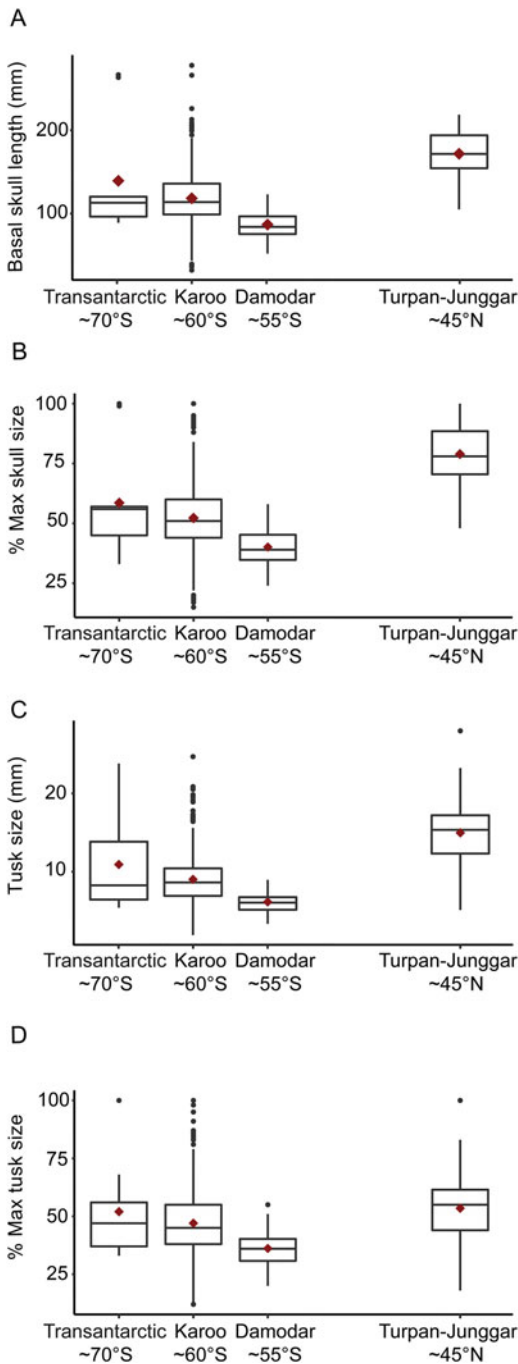 A
Basal skull length (mm)
200
100
Transantarctic Karoo Damodar Turpan-Junggar
~70°S ~60°S ~55°S ~45°N
B
% Max skull size
100
75
50
25
Transantarctic Karoo Damodar Turpan-Junggar
~70°S ~60°S ~55°S ~45°N
C
Tusk size (mm)
20
10
Transantarctic Karoo Damodar Turpan-Junggar
~70°S ~60°S ~55°S ~45°N
D
% Max tusk size
100
75
50
25
Transantarctic Karoo Damodar Turpan-Junggar
~70°S ~60°S ~55°S ~45°N